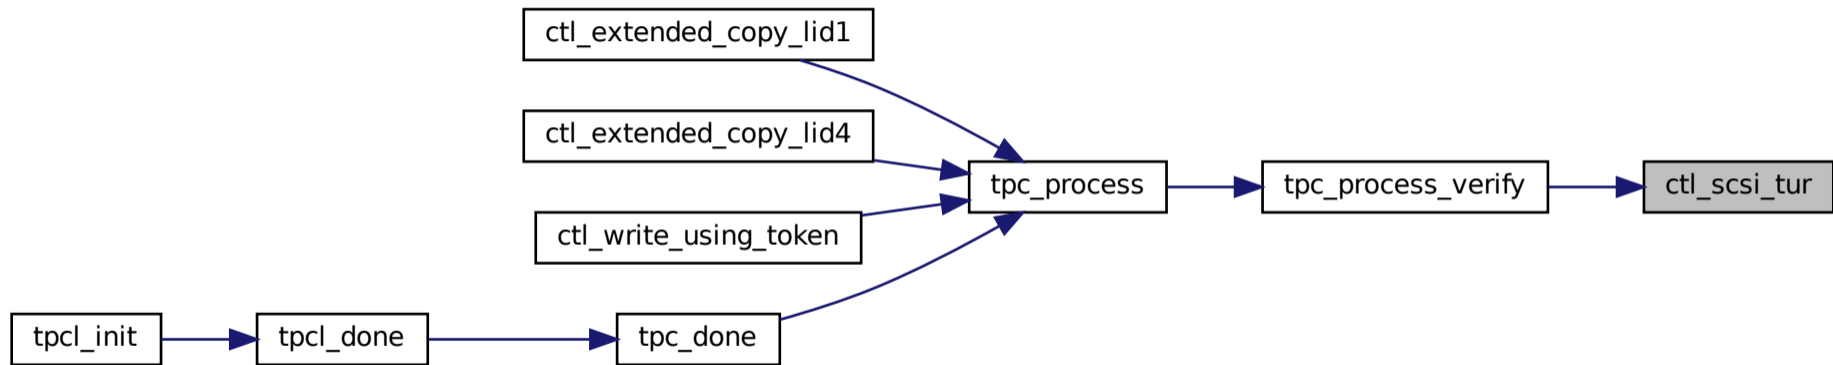 ctl_extended_copy_lid1
ctl_extended_copy_lid4
tpc_process
tpc_process_verify
ctl_scsi_tur
ctl_write_using_token
tpcl_init
tpcl_done
tpc_done